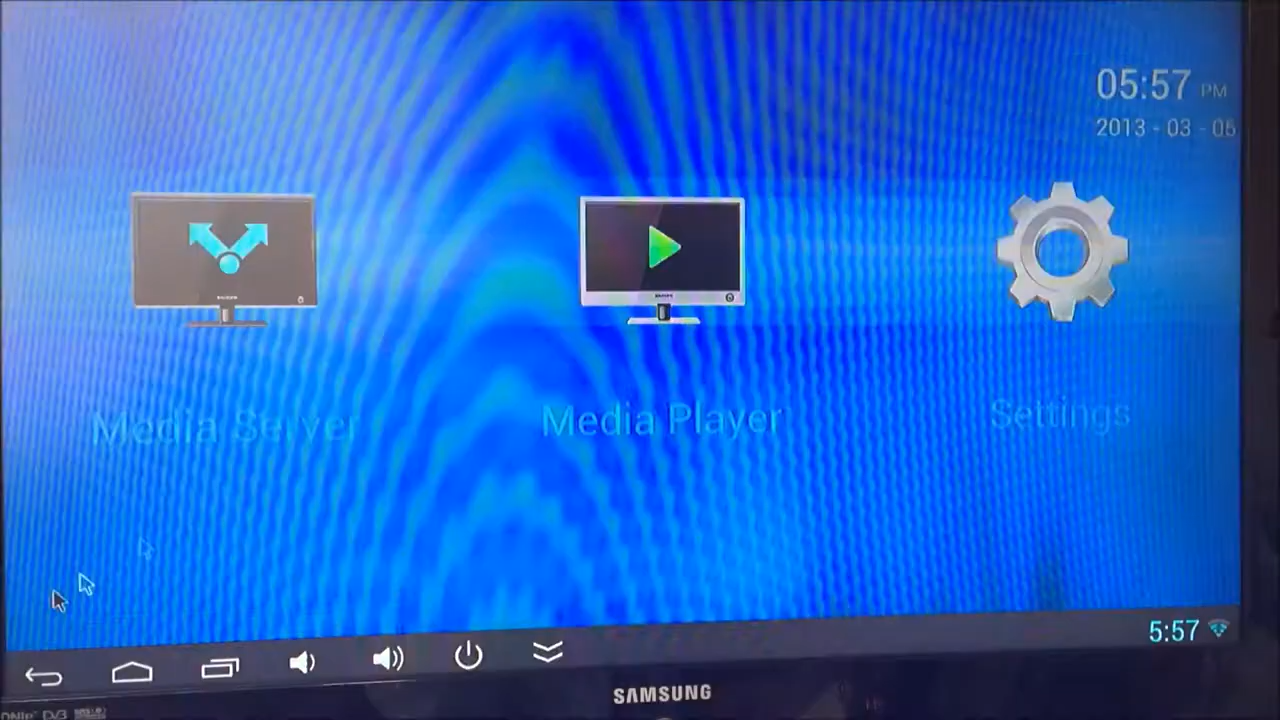 05:57 PM
2013 - 03 - 05
Media Server
Media Player
Settings
5:57
SAMSUNG